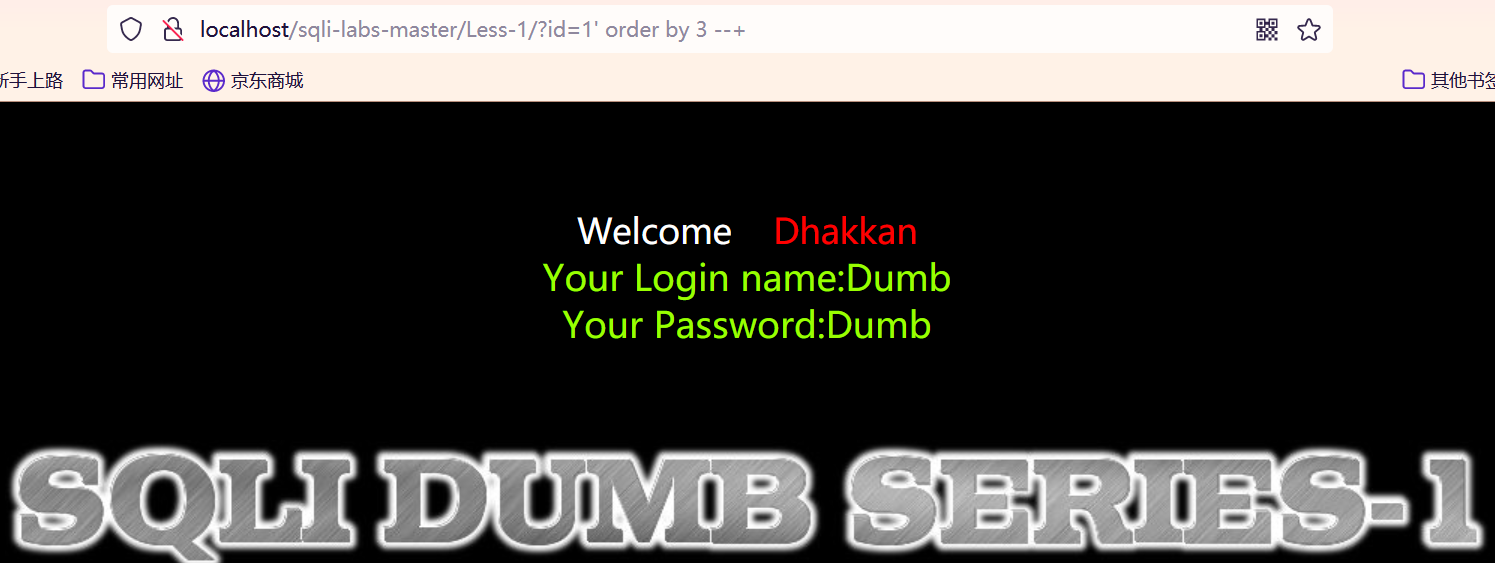 localhost/sqli-labs-master/Less-1/?id=1' order by 3 --+
新手上路 常用网址 京东商城 其他书签
Welcome Dhakkan
Your Login name:Dumb
Your Password:Dumb
SQLI DUMB SERIES-1